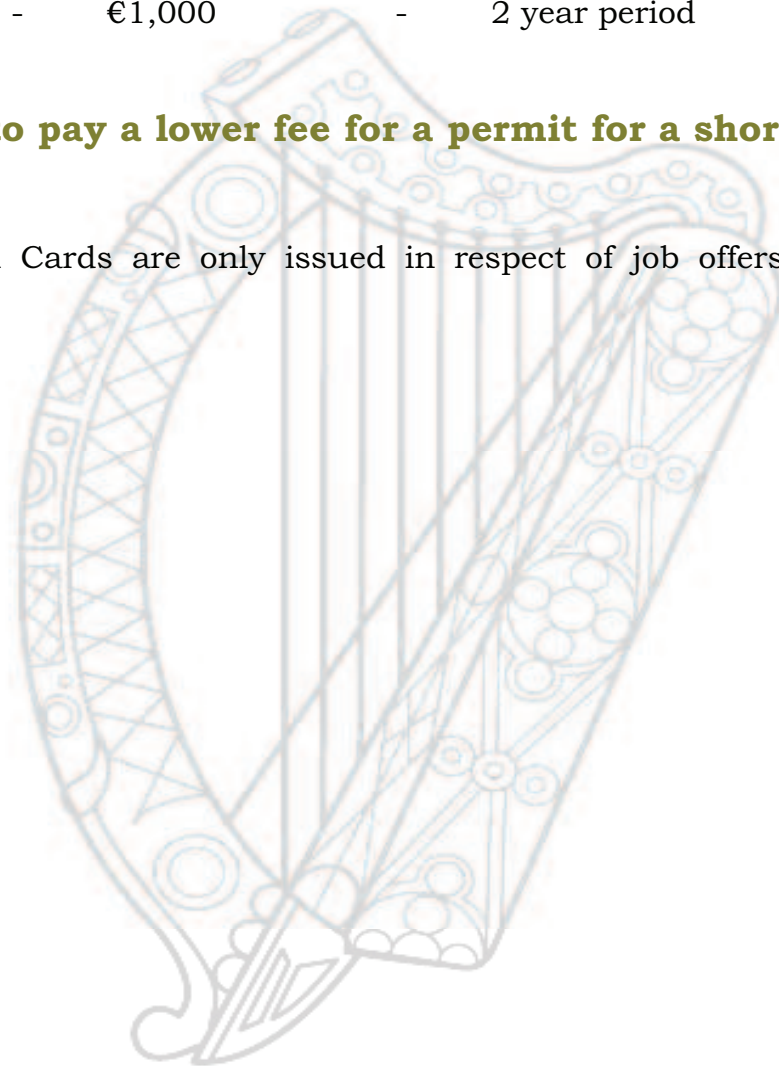 - €1,000 - 2 year period
to pay a lower fee for a permit for a shor
Cards are only issued in respect of job offers